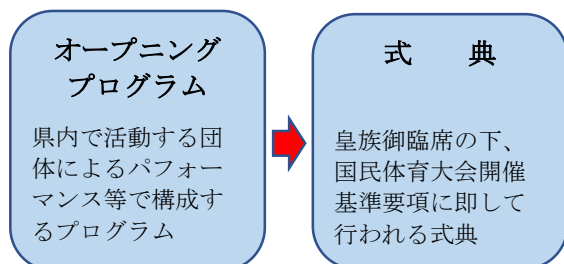 オープニング
プログラム
県内で活動する団
体によるパフォー
マンス等で構成す
るプログラム
式　　典
皇族御臨席の下、
国民体育大会開催
基準要項に即して
行われる式典